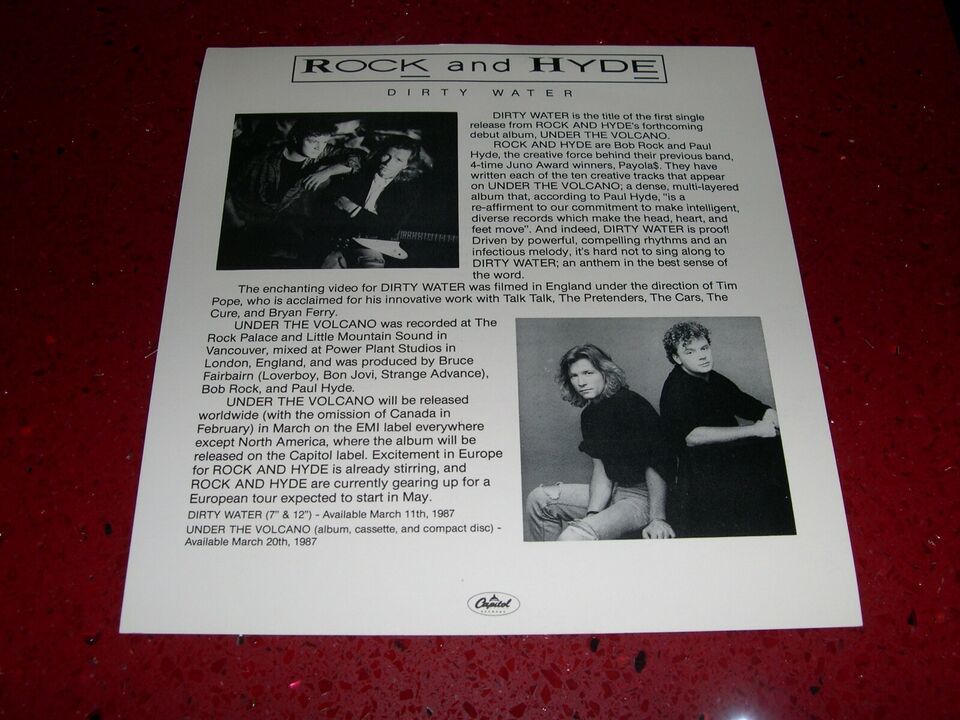 ROCK and HYDE
DIRTY WATER
DIRTY WATER is the title of the first single
release from ROCK AND HYDE's forthcoming
debut album, UNDER THE VOLCANO.
ROCK AND HYDE are Bob Rock and Paul
Hyde, the creative force behind their previous band,
4-time Juno Award winners, Payola$. They have
written each of the ten creative tracks that appear
on UNDER THE VOLCANO; a dense, multi-layered
album that, according to Paul Hyde, "is a
re-affirment to our commitment to make intelligent,
diverse records which make the head, heart, and
feet move". And indeed, DIRTY WATER is proof!
Driven by powerful, compelling rhythms and an
infectious melody, it's hard not to sing along to
DIRTY WATER; an anthem in the best sense of
the word.
The enchanting video for DIRTY WATER was filmed in England under the direction of Tim
Pope, who is acclaimed for his innovative work with Talk Talk, The Pretenders, The Cars, The
Cure, and Bryan Ferry.
UNDER THE VOLCANO was recorded at The
Rock Palace and Little Mountain Sound in
Vancouver, mixed at Power Plant Studios in
London, England, and was produced by Bruce
Fairbairn (Loverboy, Bon Jovi, Strange Advance),
Bob Rock, and Paul Hyde.
UNDER THE VOLCANO will be released
worldwide (with the omission of Canada in
February) in March on the EMI label everywhere
except North America, where the album will be
released on the Capitol label. Excitement in Europe
for ROCK AND HYDE is already stirring, and
ROCK AND HYDE are currently gearing up for a
European tour expected to start in May.
DIRTY WATER (7" & 12") - Available March 11th, 1987
UNDER THE VOLCANO (album, cassette, and compact disc) -
Available March 20th, 1987
Capitol
RECORDS